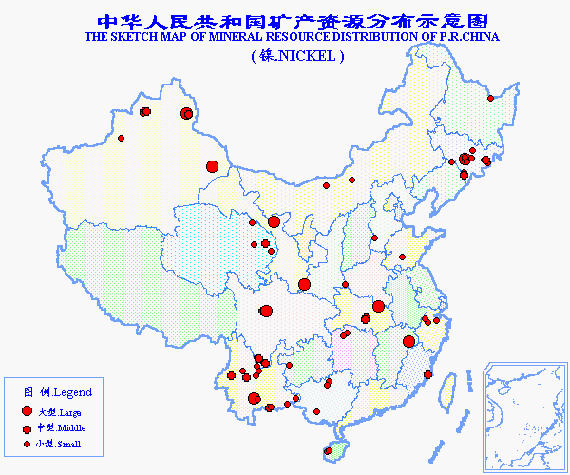 中华人民共和国矿产资源分布示意图
THE SKETCH MAP OF MINERAL RESOURCE DISTRIBUTION OF P.R.CHINA
(镍.NICKEL)
图 例.Legend
大型.Large
中型.Middle
小型.Small